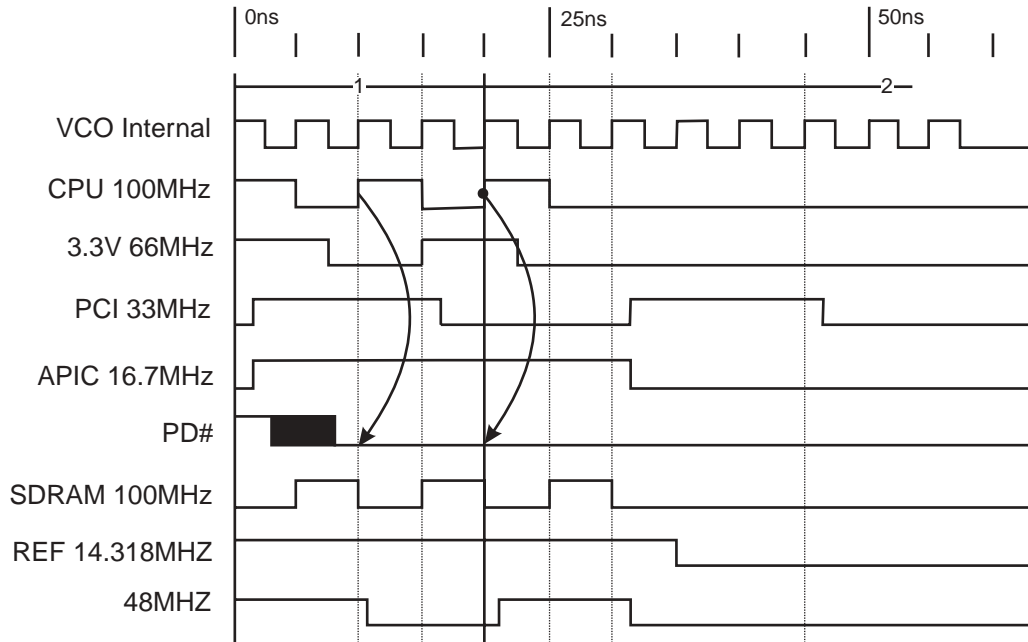 0ns 25ns 50ns
1 2
VCO Internal
CPU 100MHz
3.3V 66MHz
PCI 33MHz
APIC 16.7MHz
PD#
SDRAM 100MHz
REF 14.318MHZ
48MHZ